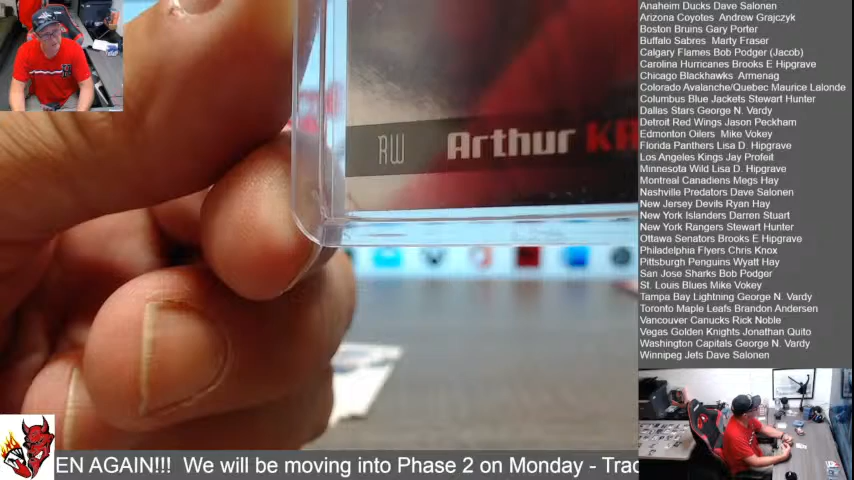 RW Arthur KA
Anaheim Ducks Dave Salonen
Arizona Coyotes Andrew Grajczyk
Boston Bruins Gary Porter
Buffalo Sabres Marty Fraser
Calgary Flames Bob Podger (Jacob)
Carolina Hurricanes Brooks E Hipgrave
Chicago Blackhawks Armenag
Colorado Avalanche/Quebec Maurice Lalonde
Columbus Blue Jackets Stewart Hunter
Dallas Stars George N. Vardy
Detroit Red Wings Jason Peckham
Edmonton Oilers Mike Vokey
Florida Panthers Lisa D. Hipgrave
Los Angeles Kings Jay Profeit
Minnesota Wild Lisa D. Hipgrave
Montreal Canadiens Megs Hay
Nashville Predators Dave Salonen
New Jersey Devils Ryan Hay
New York Islanders Darren Stuart
New York Rangers Stewart Hunter
Ottawa Senators Brooks E Hipgrave
Philadelphia Flyers Chris Knox
Pittsburgh Penguins Wyatt Hay
San Jose Sharks Bob Podger
St. Louis Blues Mike Vokey
Tampa Bay Lightning George N. Vardy
Toronto Maple Leafs Brandon Andersen
Vancouver Canucks Rick Noble
Vegas Golden Knights Jonathan Quito
Washington Capitals George N. Vardy
Winnipeg Jets Dave Salonen
EN AGAIN!!! We will be moving into Phase 2 on Monday - Trac